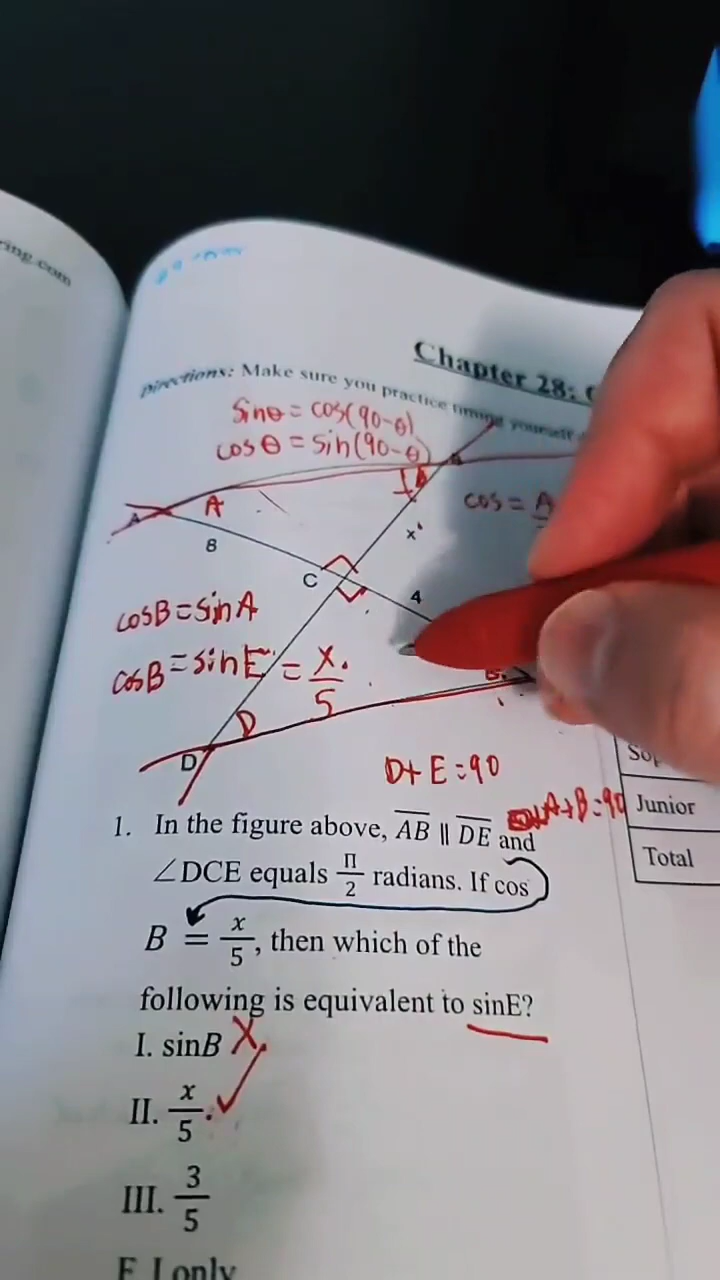 ring.com
Chapter 28:
Directions: Make sure you practice timing yourself
sinθ = cos(90-θ)
cosθ = sin(90-θ)
A
A
B
cos = A
8
x
C
4
cosB = sinA
cosB = sinE = x/5
D
D
E
D+E=90
A+B=90
1. In the figure above, AB || DE and
∠DCE equals π/2 radians. If cos
B = x/5, then which of the
following is equivalent to sinE?
I. sinB X
II. x/5 ✓
III. 3/5
F. I only
Junior
Total